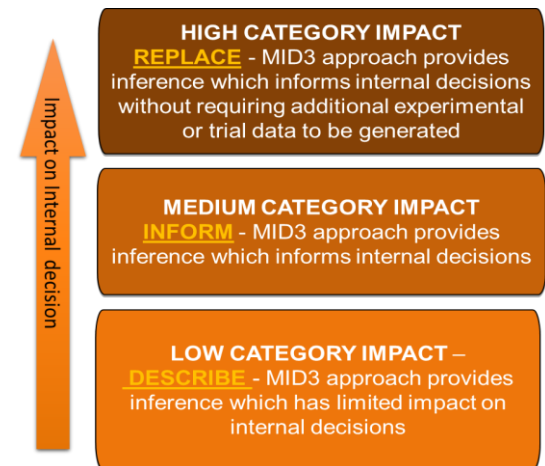 Impact on Internal decision
HIGH CATEGORY IMPACT
REPLACE - MID3 approach provides
inference which informs internal decisions
without requiring additional experimental
or trial data to be generated
MEDIUM CATEGORY IMPACT
INFORM - MID3 approach provides
inference which informs internal decisions
LOW CATEGORY IMPACT –
DESCRIBE - MID3 approach provides
inference which has limited impact on
internal decisions